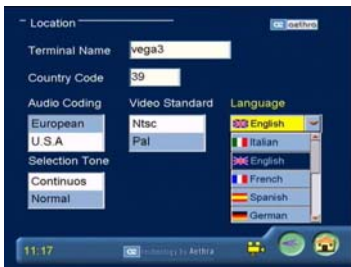 Location
aethra
Terminal Name
vega3
Country Code
39
Audio Coding
Video Standard
Language
European
U.S.A
Ntsc
Pal
English
Italian
English
French
Spanish
German
Selection Tone
Continuos
Normal
11:17
technology by Aethra